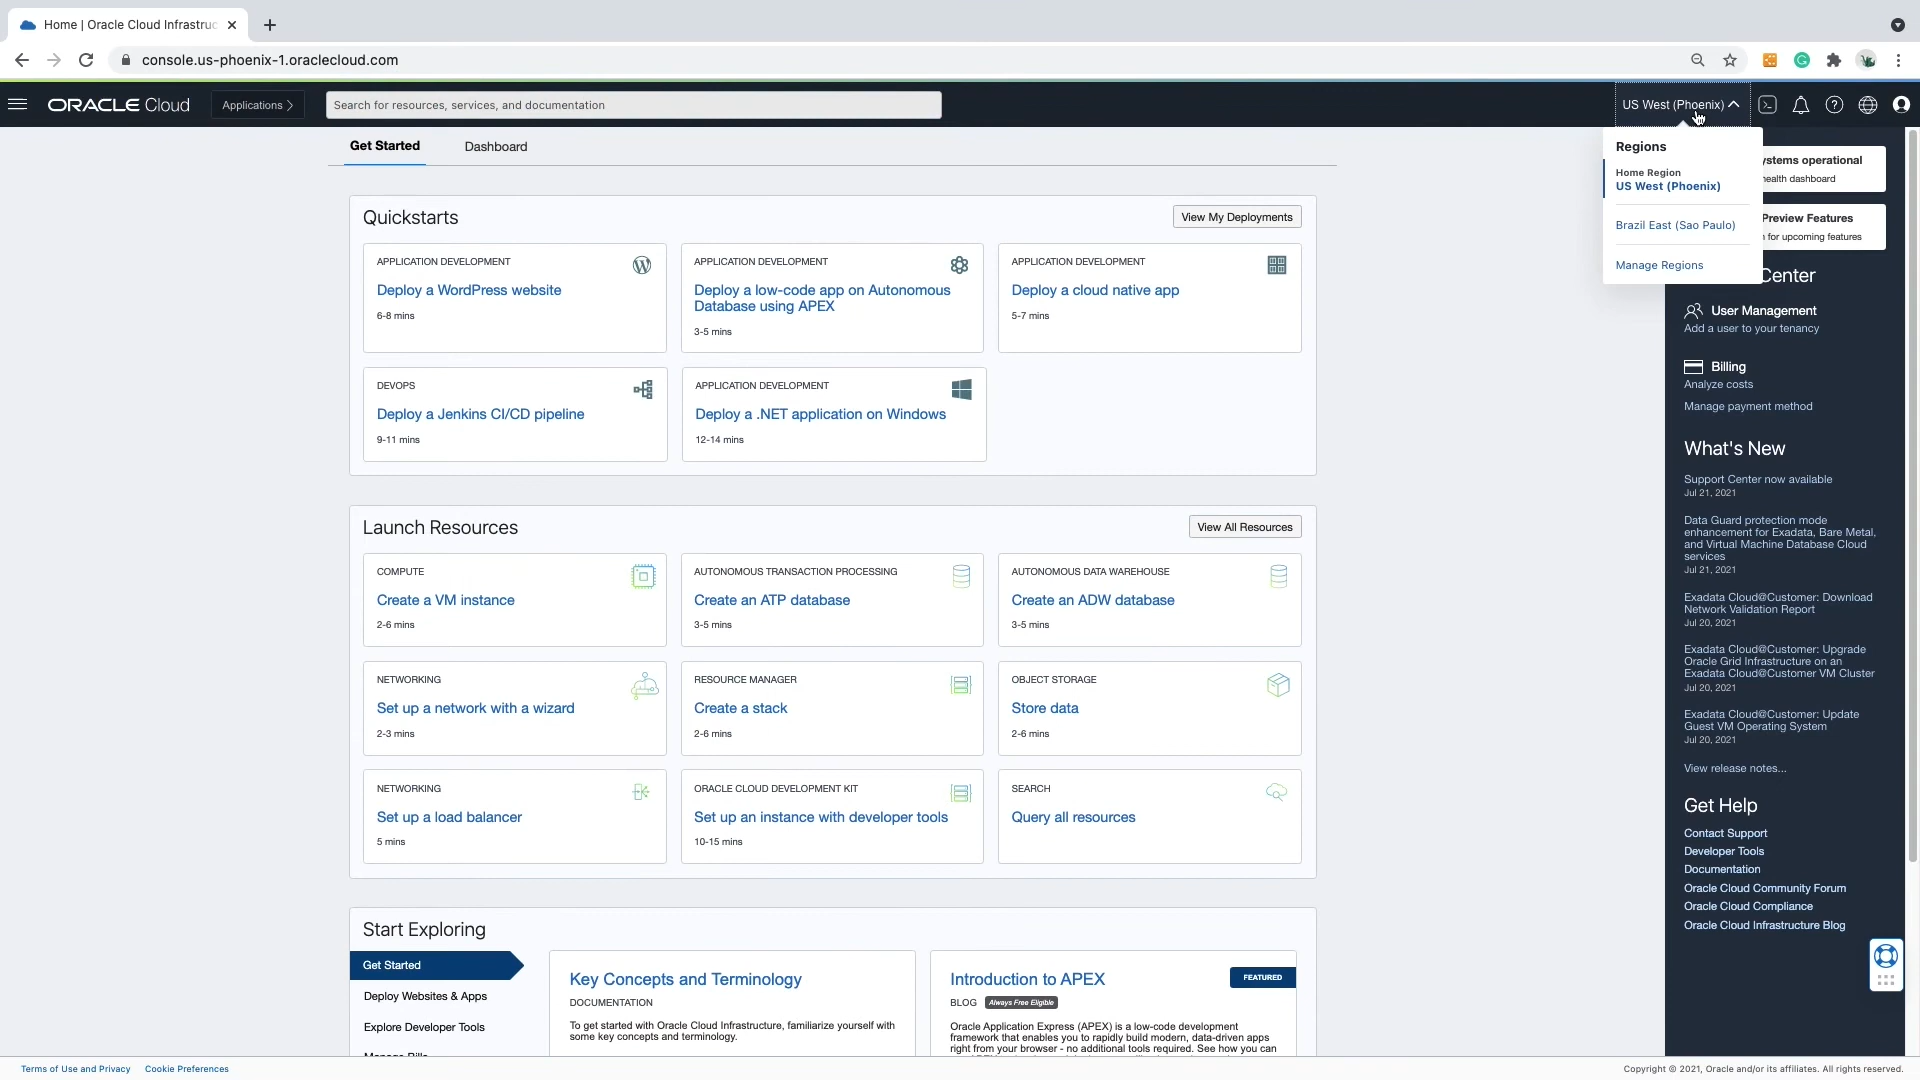 Home | Oracle Cloud Infrastruc
console.us-phoenix-1.oraclecloud.com
ORACLE Cloud
Applications
Search for resources, services, and documentation
US West (Phoenix)
Get Started
Dashboard
Regions
Home Region
US West (Phoenix)
Brazil East (Sao Paulo)
Manage Regions
ystems operational
health dashboard
Preview Features
for upcoming features
Center
Quickstarts
View My Deployments
APPLICATION DEVELOPMENT
Deploy a WordPress website
6-8 mins
APPLICATION DEVELOPMENT
Deploy a low-code app on Autonomous
Database using APEX
3-5 mins
APPLICATION DEVELOPMENT
Deploy a cloud native app
5-7 mins
DEVOPS
Deploy a Jenkins CI/CD pipeline
9-11 mins
APPLICATION DEVELOPMENT
Deploy a .NET application on Windows
12-14 mins
Launch Resources
View All Resources
COMPUTE
Create a VM instance
2-6 mins
AUTONOMOUS TRANSACTION PROCESSING
Create an ATP database
3-5 mins
AUTONOMOUS DATA WAREHOUSE
Create an ADW database
3-5 mins
NETWORKING
Set up a network with a wizard
2-3 mins
RESOURCE MANAGER
Create a stack
2-6 mins
OBJECT STORAGE
Store data
2-6 mins
NETWORKING
Set up a load balancer
5 mins
ORACLE CLOUD DEVELOPMENT KIT
Set up an instance with developer tools
10-15 mins
SEARCH
Query all resources
Start Exploring
Get Started
Deploy Websites & Apps
Explore Developer Tools
Key Concepts and Terminology
DOCUMENTATION
To get started with Oracle Cloud Infrastructure, familiarize yourself with
some key concepts and terminology.
Introduction to APEX
FEATURED
BLOG
Always Free Eligible
Oracle Application Express (APEX) is a low-code development
framework that enables you to rapidly build modern, data-driven apps
right from your browser - no additional tools required. See how you can
User Management
Add a user to your tenancy
Billing
Analyze costs
Manage payment method
What's New
Support Center now available
Jul 21, 2021
Data Guard protection mode
enhancement for Exadata, Bare Metal,
and Virtual Machine Database Cloud
services
Jul 21, 2021
Exadata Cloud@Customer: Download
Network Validation Report
Jul 20, 2021
Exadata Cloud@Customer: Upgrade
Oracle Grid Infrastructure on an
Exadata Cloud@Customer VM Cluster
Jul 20, 2021
Exadata Cloud@Customer: Update
Guest VM Operating System
Jul 20, 2021
View release notes...
Get Help
Contact Support
Developer Tools
Documentation
Oracle Cloud Community Forum
Oracle Cloud Compliance
Oracle Cloud Infrastructure Blog
Terms of Use and Privacy
Cookie Preferences
Copyright © 2021, Oracle and/or its affiliates. All rights reserved.